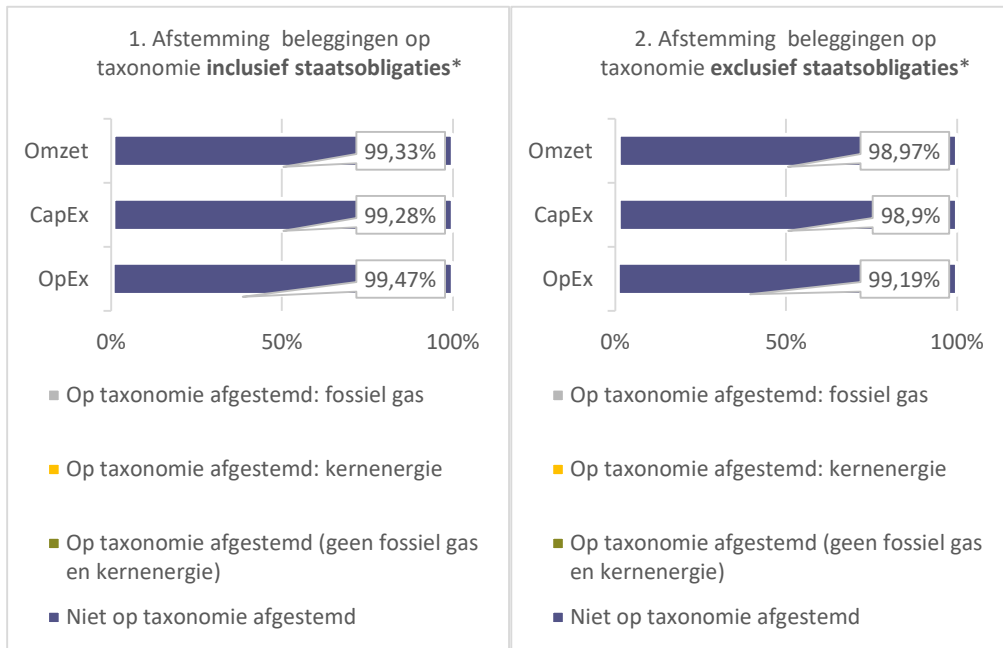 1. Afstemming beleggingen op
taxonomie inclusief staatsobligaties*
Omzet
99,33%
CapEx
99,28%
OpEx
99,47%
0%
50%
100%
Op taxonomie afgestemd: fossiel gas
Op taxonomie afgestemd: kernenergie
Op taxonomie afgestemd (geen fossiel gas
en kernenergie)
Niet op taxonomie afgestemd
2. Afstemming beleggingen op
taxonomie exclusief staatsobligaties*
Omzet
98,97%
CapEx
98,9%
OpEx
99,19%
0%
50%
100%
Op taxonomie afgestemd: fossiel gas
Op taxonomie afgestemd: kernenergie
Op taxonomie afgestemd (geen fossiel gas
en kernenergie)
Niet op taxonomie afgestemd